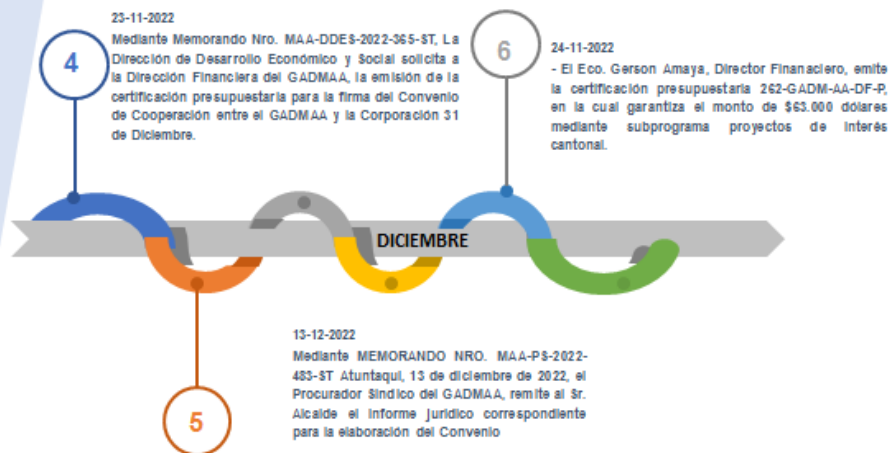 4
23-11-2022
Mediante Memorando Nro. MAA-DDES-2022-365-ST, La
Dirección de Desarrollo Económico y Social solicita a
la Dirección Financiera del GADMAA, la emisión de la
certificación presupuestaria para la firma del Convenio
de Cooperación entre el GADMAA y la Corporación 31
de Diciembre.
6
24-11-2022
- El Eco. Gerson Amaya, Director Finanaciero, emite
la certificación presupuestaria 262-GADM-AA-DF-P,
en la cual garantiza el monto de $63.000 dólares
mediante subprograma proyectos de interés
cantonal.
DICIEMBRE
5
13-12-2022
Mediante MEMORANDO NRO. MAA-PS-2022-
483-ST Atuntaqui, 13 de diciembre de 2022, el
Procurador Síndico del GADMAA, remite al Sr.
Alcalde el informe jurídico correspondiente
para la elaboración del Convenio